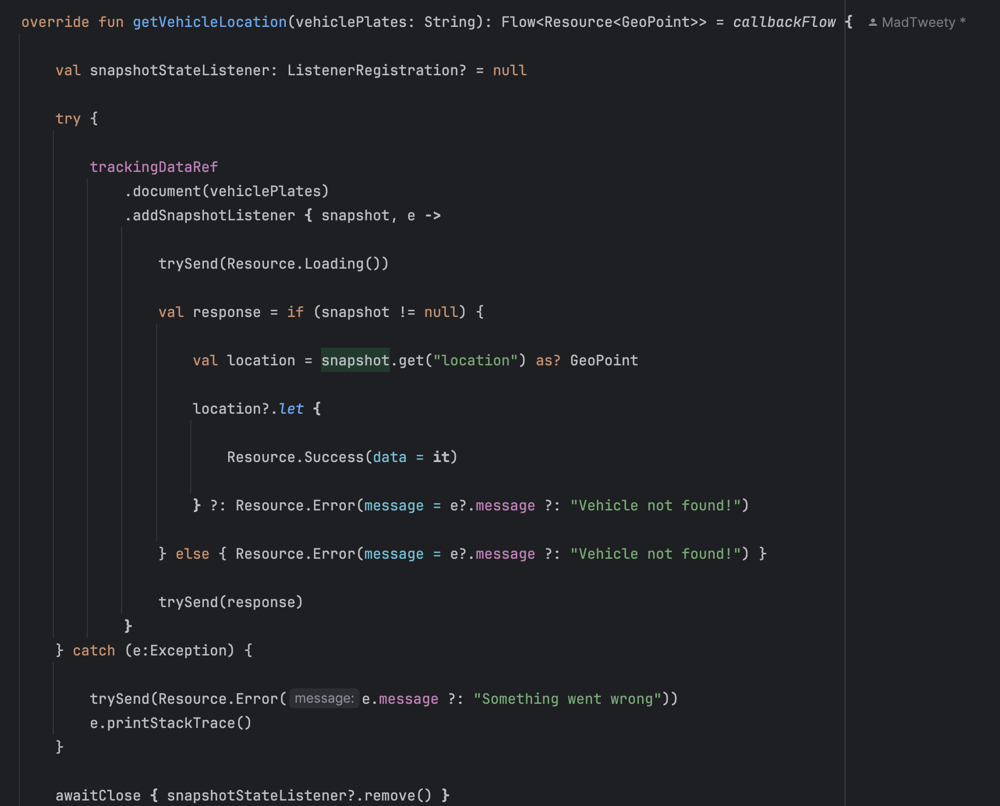 override fun getVehicleLocation(vehiclePlates: String): Flow<Resource<GeoPoint>> = callbackFlow { MadTweety *
val snapshotStateListener: ListenerRegistration? = null
try {
trackingDataRef
.document(vehiclePlates)
.addSnapshotListener { snapshot, e ->
trySend(Resource.Loading())
val response = if (snapshot != null) {
val location = snapshot.get("location") as? GeoPoint
location?.let {
Resource.Success(data = it)
} ?: Resource.Error(message = e?.message ?: "Vehicle not found!")
} else { Resource.Error(message = e?.message ?: "Vehicle not found!") }
trySend(response)
}
} catch (e:Exception) {
trySend(Resource.Error( message: e.message ?: "Something went wrong"))
e.printStackTrace()
}
awaitClose { snapshotStateListener?.remove() }